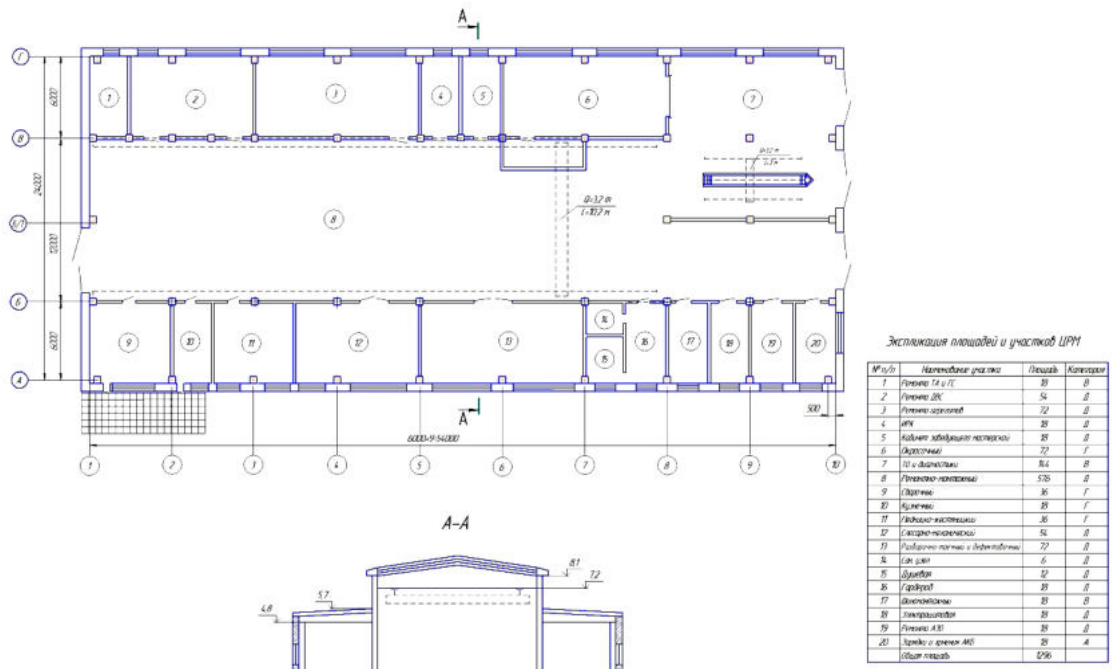 А
Г
6000
1
2
3
4
5
6
7
В
24000
Б/1
8
Q=3,2 т
L=10,2 м
12000
Б
6000
9
10
11
12
13
14
15
16
17
18
19
20
А
А
500
6000×9=54000
1
2
3
4
5
6
7
8
9
10
А-А
8,1
7,2
5,7
4,8
Экспликация площадей и участков ЦРМ
№ п/п Наименование участка Площадь Категория
1 Ремонта ТА и ГС 18 В
2 Ремонта ДВС 54 Д
3 Ремонта агрегатов 72 Д
4 ИРК 18 Д
5 Кабинет заведующего мастерской 18 Д
6 Окрасочный 72 Г
7 ТО и диагностики 144 В
8 Ремонтно-монтажный 576 Д
9 Сварочный 36 Г
10 Кузнечный 18 Г
11 Медницко-жестяницкий 36 Г
12 Слесарно-механический 54 Д
13 Разборочно-моечный и дефектовочный 72 Д
14 Сан. узел 6 Д
15 Душевая 12 Д
16 Гардероб 18 Д
17 Шиномонтажный 18 В
18 Электрощитовая 18 Д
19 Ремонта АЭО 18 Д
20 Зарядки и хранения АКБ 18 А
Общая площадь 1296